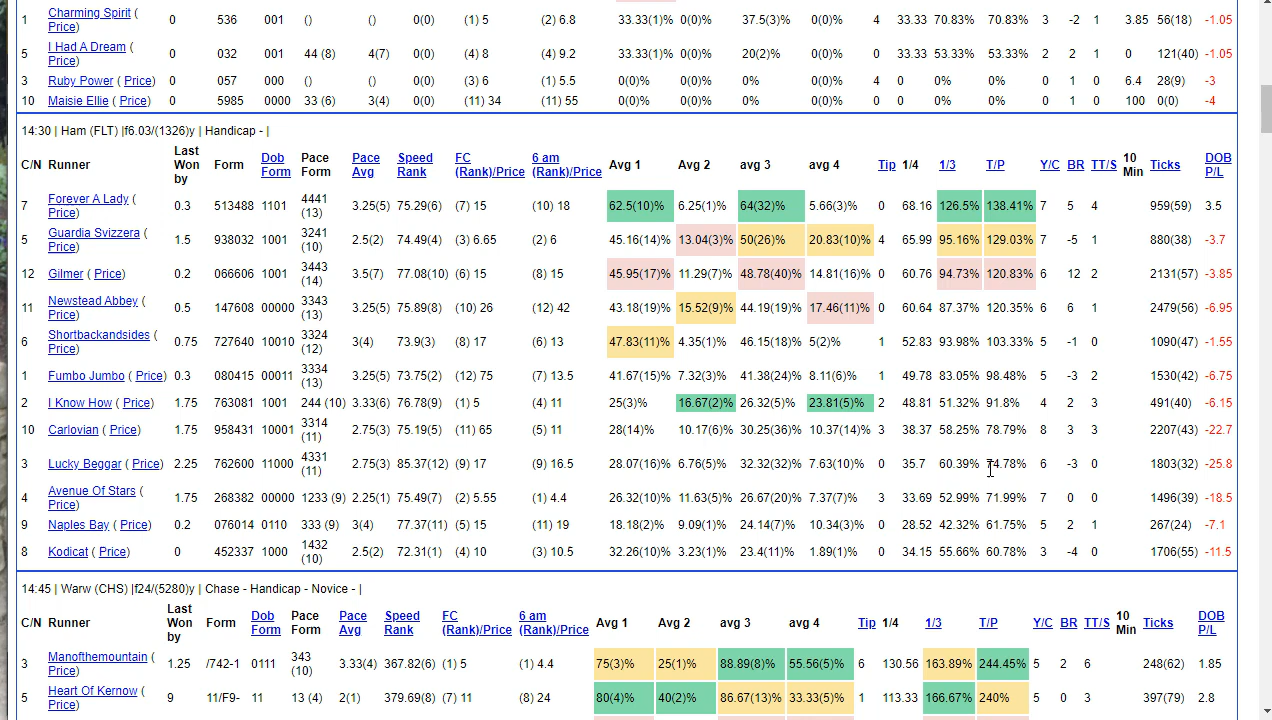 1 Charming Spirit ( Price) 0 536 001 () () 0(0) (1) 5 (2) 6.8 33.33(1)% 0(0)% 37.5(3)% 0(0)% 4 33.33 70.83% 70.83% 3 -2 1 3.85 56(18) -1.05
5 I Had A Dream ( Price) 0 032 001 44 (8) 4(7) 0(0) (4) 8 (4) 9.2 33.33(1)% 0(0)% 20(2)% 0(0)% 0 33.33 53.33% 53.33% 2 2 1 0 121(40) -1.05
3 Ruby Power ( Price) 0 057 000 () () 0(0) (3) 6 (1) 5.5 0(0)% 0(0)% 0% 0(0)% 4 0 0% 0% 0 1 0 6.4 28(9) -3
10 Maisie Ellie ( Price) 0 5985 0000 33 (6) 3(4) 0(0) (11) 34 (11) 55 0(0)% 0(0)% 0% 0(0)% 0 0 0% 0% 0 1 0 100 0(0) -4
14:30 | Ham (FLT) |f6.03/(1326)y | Handicap - |
C/N Runner Last Won by Form Dob Form Pace Form Pace Avg Speed Rank FC (Rank)/Price 6 am (Rank)/Price Avg 1 Avg 2 avg 3 avg 4 Tip 1/4 1/3 T/P Y/C BR TT/S 10 Min Ticks DOB P/L
7 Forever A Lady ( Price) 0.3 513488 1101 4441 (13) 3.25(5) 75.29(6) (7) 15 (10) 18 62.5(10)% 6.25(1)% 64(32)% 5.66(3)% 0 68.16 126.5% 138.41% 7 5 4 959(59) 3.5
5 Guardia Svizzera ( Price) 1.5 938032 1001 3241 (10) 2.5(2) 74.49(4) (3) 6.65 (2) 6 45.16(14)% 13.04(3)% 50(26)% 20.83(10)% 4 65.99 95.16% 129.03% 7 -5 1 880(38) -3.7
12 Gilmer ( Price) 0.2 066606 1001 3443 (14) 3.5(7) 77.08(10) (6) 15 (8) 15 45.95(17)% 11.29(7)% 48.78(40)% 14.81(16)% 0 60.76 94.73% 120.83% 6 12 2 2131(57) -3.85
11 Newstead Abbey ( Price) 0.5 147608 00000 3343 (13) 3.25(5) 75.89(8) (10) 26 (12) 42 43.18(19)% 15.52(9)% 44.19(19)% 17.46(11)% 0 60.64 87.37% 120.35% 6 6 1 2479(56) -6.95
6 Shortbackandsides ( Price) 0.75 727640 10010 3324 (12) 3(4) 73.9(3) (8) 17 (6) 13 47.83(11)% 4.35(1)% 46.15(18)% 5(2)% 1 52.83 93.98% 103.33% 5 -1 0 1090(47) -1.55
1 Fumbo Jumbo ( Price) 0.3 080415 00011 3334 (13) 3.25(5) 73.75(2) (12) 75 (7) 13.5 41.67(15)% 7.32(3)% 41.38(24)% 8.11(6)% 1 49.78 83.05% 98.48% 5 -3 2 1530(42) -6.75
2 I Know How ( Price) 1.75 763081 1001 244 (10) 3.33(6) 76.78(9) (1) 5 (4) 11 25(3)% 16.67(2)% 26.32(5)% 23.81(5)% 2 48.81 51.32% 91.8% 4 2 3 491(40) -6.15
10 Carlovian ( Price) 1.75 958431 10001 3314 (11) 2.75(3) 75.19(5) (11) 65 (5) 11 28(14)% 10.17(6)% 30.25(36)% 10.37(14)% 3 38.37 58.25% 78.79% 8 3 3 2207(43) -22.7
3 Lucky Beggar ( Price) 2.25 762600 11000 4331 (11) 2.75(3) 85.37(12) (9) 17 (9) 16.5 28.07(16)% 6.76(5)% 32.32(32)% 7.63(10)% 0 35.7 60.39% 74.78% 6 -3 0 1803(32) -25.8
4 Avenue Of Stars ( Price) 1.75 268382 00000 1233 (9) 2.25(1) 75.49(7) (2) 5.55 (1) 4.4 26.32(10)% 11.63(5)% 26.67(20)% 7.37(7)% 3 33.69 52.99% 71.99% 7 0 0 1496(39) -18.5
9 Naples Bay ( Price) 0.2 076014 0110 333 (9) 3(4) 77.37(11) (5) 15 (11) 19 18.18(2)% 9.09(1)% 24.14(7)% 10.34(3)% 0 28.52 42.32% 61.75% 5 2 1 267(24) -7.1
8 Kodicat ( Price) 0 452337 1000 1432 (10) 2.5(2) 72.31(1) (4) 10 (3) 10.5 32.26(10)% 3.23(1)% 23.4(11)% 1.89(1)% 0 34.15 55.66% 60.78% 3 -4 0 1706(55) -11.5
14:45 | Warw (CHS) |f24/(5280)y | Chase - Handicap - Novice - |
C/N Runner Last Won by Form Dob Form Pace Form Pace Avg Speed Rank FC (Rank)/Price 6 am (Rank)/Price Avg 1 Avg 2 avg 3 avg 4 Tip 1/4 1/3 T/P Y/C BR TT/S 10 Min Ticks DOB P/L
3 Manofthemountain ( Price) 1.25 /742-1 0111 343 (10) 3.33(4) 367.82(6) (1) 5 (1) 4.4 75(3)% 25(1)% 88.89(8)% 55.56(5)% 6 130.56 163.89% 244.45% 5 2 6 248(62) 1.85
5 Heart Of Kernow ( Price) 9 11/F9- 11 13 (4) 2(1) 379.69(8) (7) 11 (8) 24 80(4)% 40(2)% 86.67(13)% 33.33(5)% 1 113.33 166.67% 240% 5 0 3 397(79) 2.8